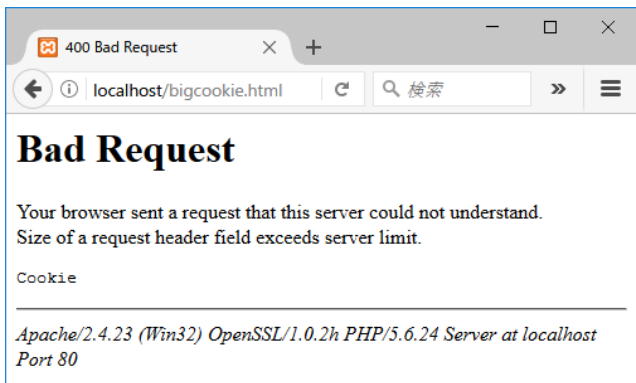 400 Bad Request
localhost/bigcookie.html
検索
Bad Request
Your browser sent a request that this server could not understand.
Size of a request header field exceeds server limit.
Cookie
Apache/2.4.23 (Win32) OpenSSL/1.0.2h PHP/5.6.24 Server at localhost
Port 80